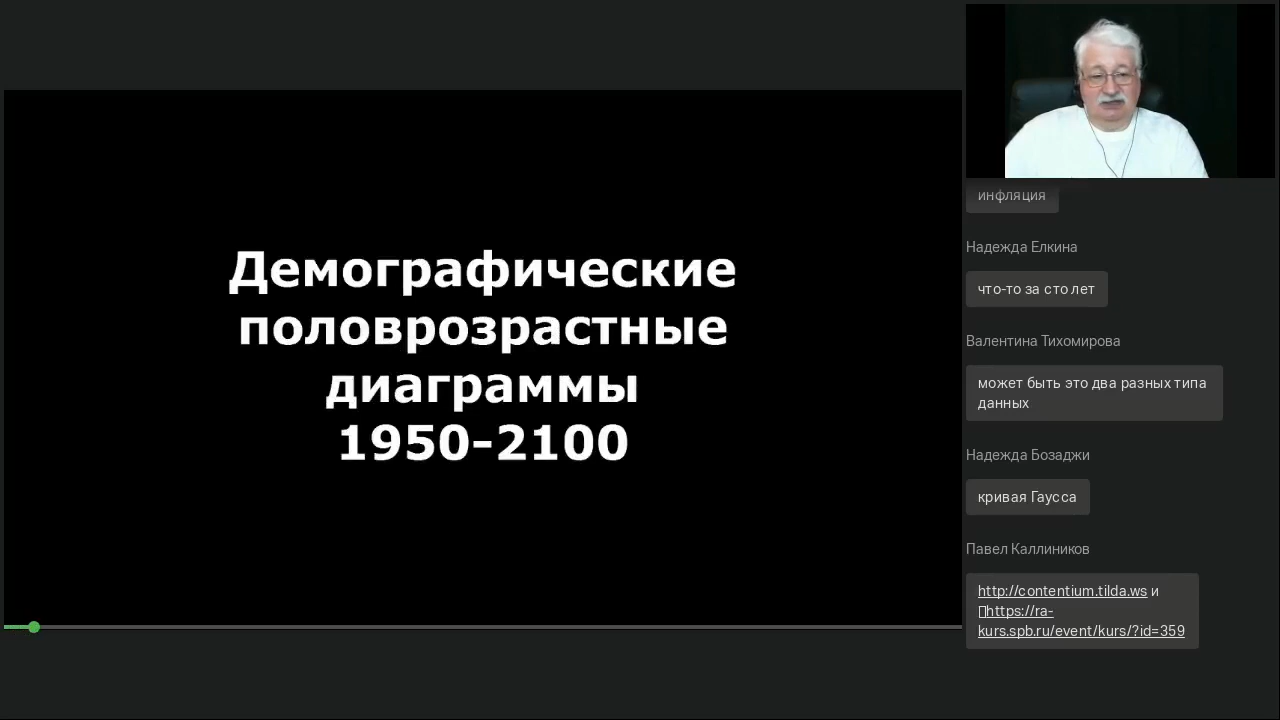 Демографические
половрозрастные
диаграммы
1950-2100
инфляция
Надежда Елкина
что-то за сто лет
Валентина Тихомирова
может быть это два разных типа
данных
Надежда Бозаджи
кривая Гаусса
Павел Каллиников
http://contentium.tilda.ws и
https://ra-
kurs.spb.ru/event/kurs/?id=359